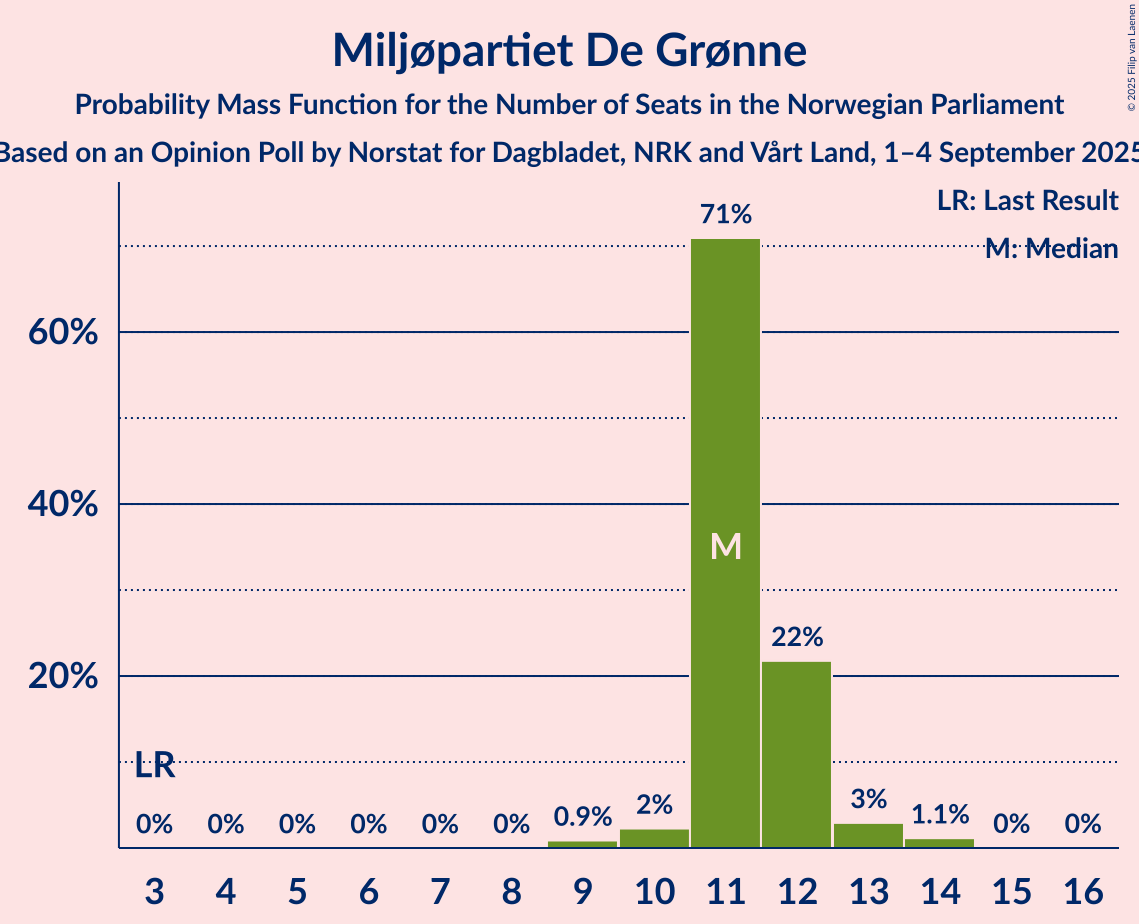 Miljøpartiet De Grønne
Probability Mass Function for the Number of Seats in the Norwegian Parliament
Based on an Opinion Poll by Norstat for Dagbladet, NRK and Vårt Land, 1–4 September 2025
© 2025 Filip van Laenen
LR: Last Result
M: Median
71%
60%
40%
M
22%
20%
LR
0% 0% 0% 0% 0% 0% 0.9% 2% 3% 1.1% 0% 0%
3 4 5 6 7 8 9 10 11 12 13 14 15 16